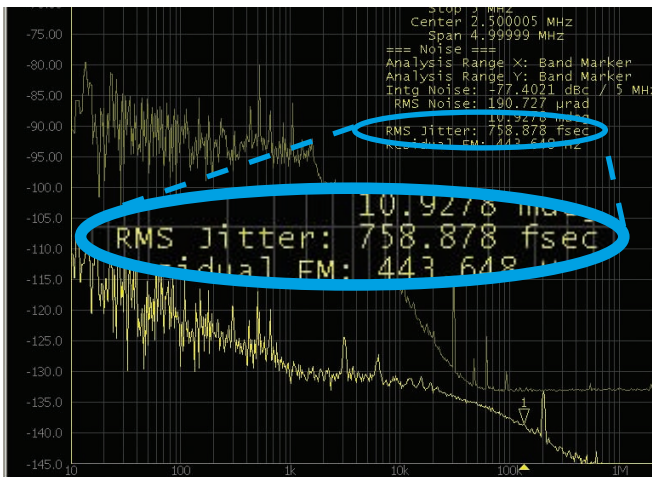 Stop 5 MHz
Center 2.500005 MHz
Span 4.99999 MHz
=== Noise ===
Analysis Range X: Band Marker
Analysis Range Y: Band Marker
Intg Noise: -77.4021 dBc / 5 MHz
RMS Noise: 190.727 µrad
10.9278 mdeg
RMS Jitter: 758.878 fsec
Residual FM: 443.648 Hz
10.9278 mdeg
RMS Jitter: 758.878 fsec
Residual FM: 443.648
-75.00
-80.00
-85.00
-90.00
-95.00
-100.0
-105.0
-110.0
-115.0
-120.0
-125.0
-130.0
-135.0
-140.0
-145.0
1
10
100
1k
10k
100k
1M